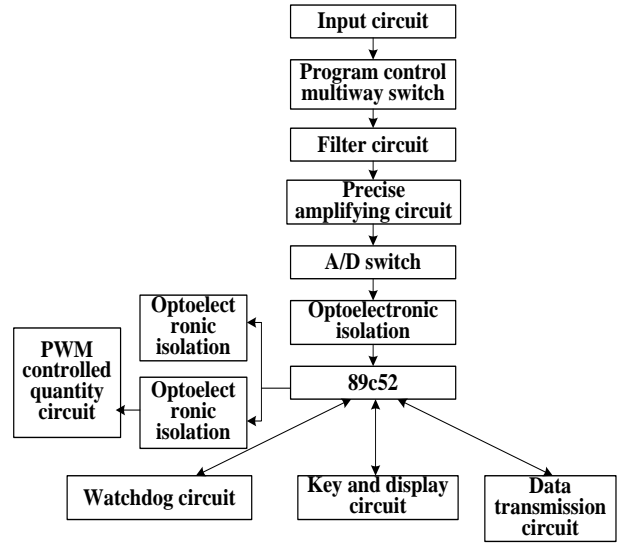 Input circuit
Program control
multiway switch
Filter circuit
Precise
amplifying circuit
A/D switch
Optoelectronic
isolation
Optoelect
ronic
isolation
PWM
controlled
quantity
circuit
Optoelect
ronic
isolation
89c52
Watchdog circuit
Key and display
circuit
Data
transmission
circuit